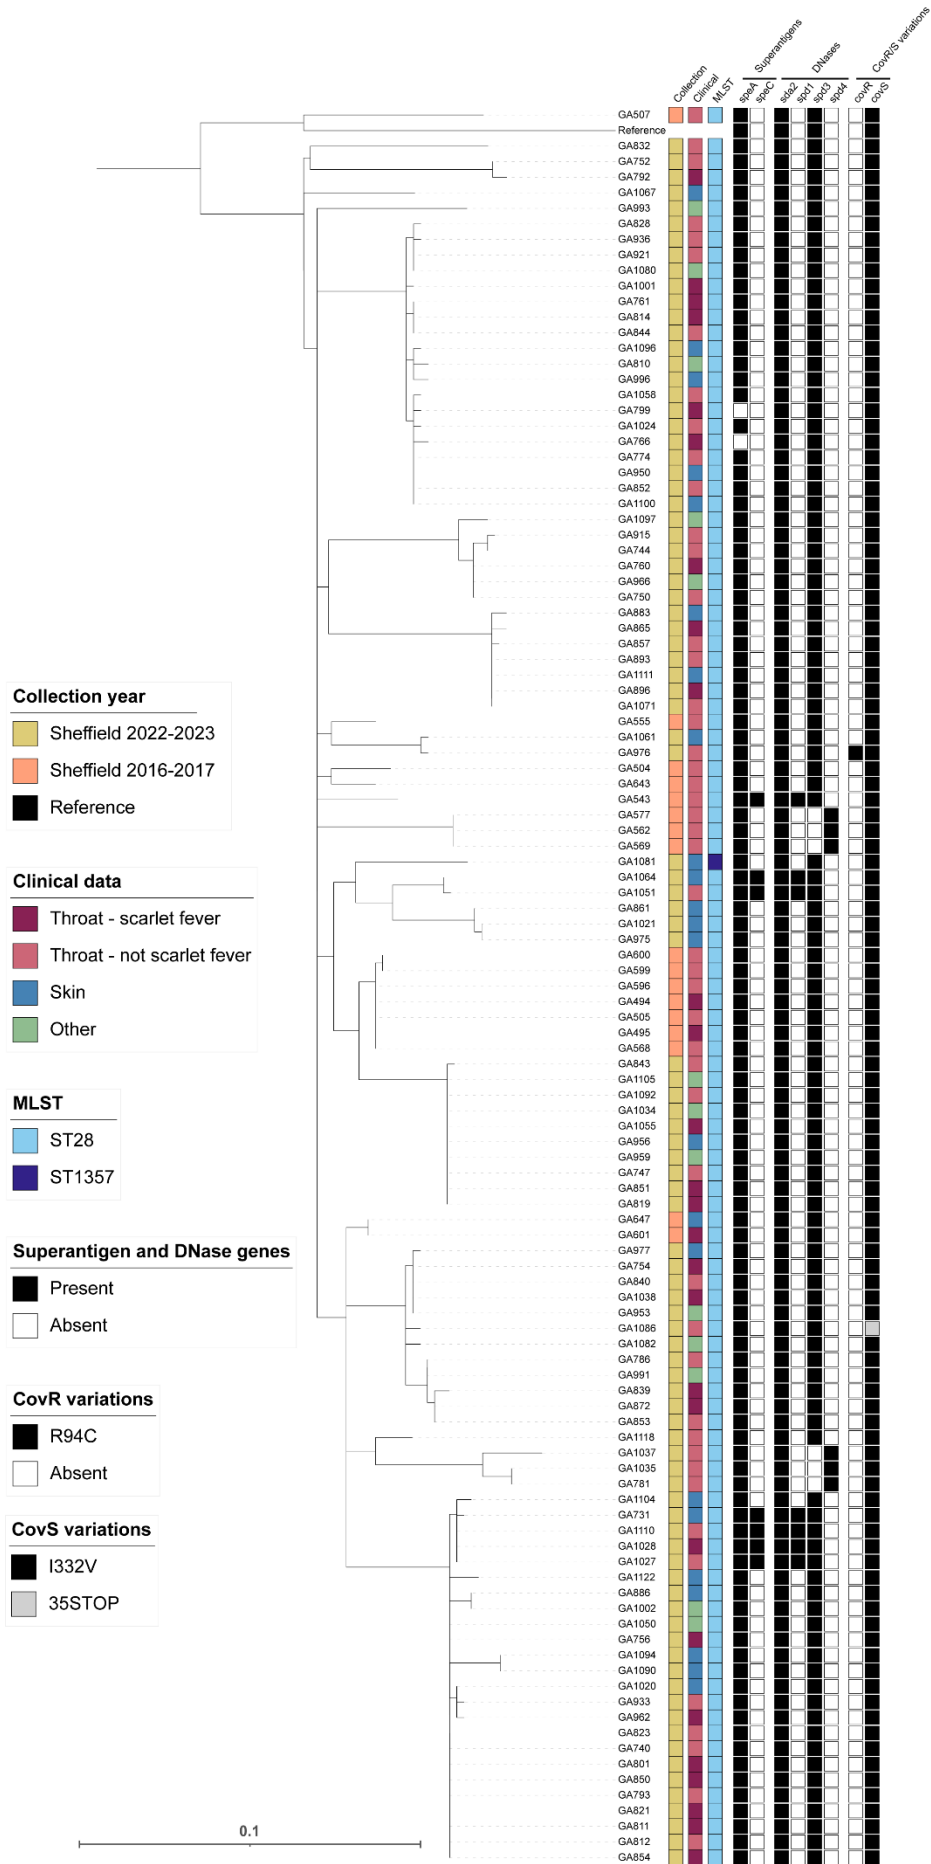 Superantigens
DNases
CovR/S variations
Collection
Clinical
MLST
speA
speC
sda2
spd1
spd3
spd4
covR
covS
GA507
Reference
GA832
GA752
GA792
GA1067
GA993
GA828
GA936
GA921
GA1080
GA1001
GA761
GA814
GA844
GA1096
GA810
GA996
GA1058
GA799
GA1024
GA766
GA774
GA950
GA852
GA1100
GA1097
GA915
GA744
GA760
GA966
GA750
GA883
GA865
GA857
GA893
GA1111
GA896
GA1071
GA555
GA1061
GA976
GA504
GA643
GA543
GA577
GA562
GA569
GA1081
GA1064
GA1051
GA861
GA1021
GA975
GA600
GA599
GA596
GA494
GA505
GA495
GA568
GA843
GA1105
GA1092
GA1034
GA1055
GA956
GA959
GA747
GA851
GA819
GA647
GA601
GA977
GA754
GA840
GA1038
GA953
GA1086
GA1082
GA786
GA991
GA839
GA872
GA853
GA1118
GA1037
GA1035
GA781
GA1104
GA731
GA1110
GA1028
GA1027
GA1122
GA886
GA1002
GA1050
GA756
GA1094
GA1090
GA1020
GA933
GA962
GA823
GA740
GA801
GA850
GA793
GA821
GA811
GA812
GA854
Collection year
Sheffield 2022-2023
Sheffield 2016-2017
Reference
Clinical data
Throat - scarlet fever
Throat - not scarlet fever
Skin
Other
MLST
ST28
ST1357
Superantigen and DNase genes
Present
Absent
CovR variations
R94C
Absent
CovS variations
I332V
35STOP
0.1